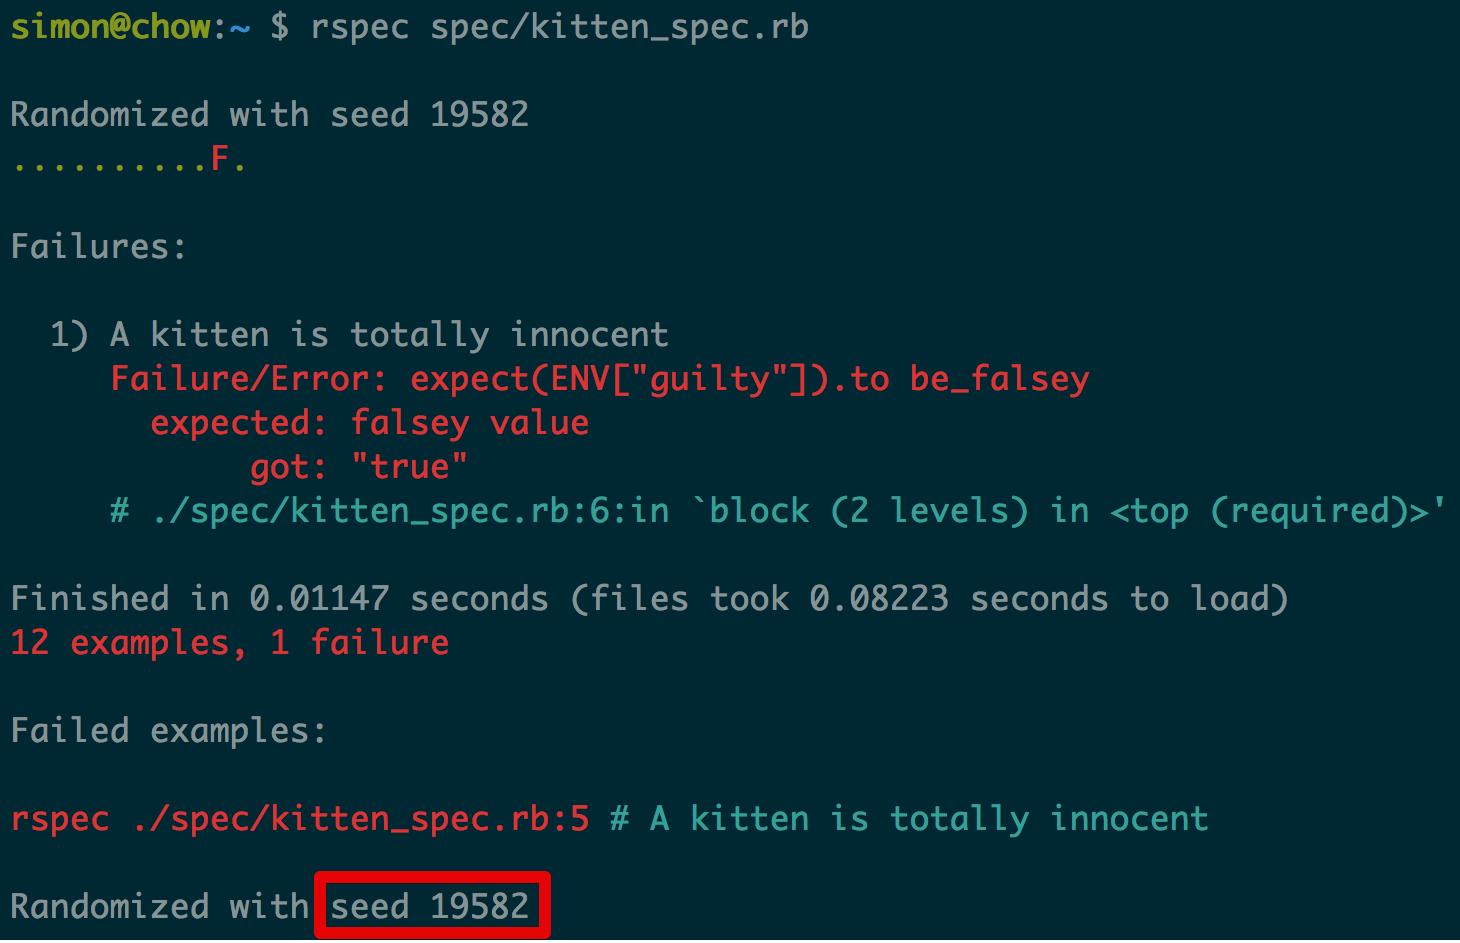 simon@chow:~ $ rspec spec/kitten_spec.rb
Randomized with seed 19582
..........F.
Failures:
1) A kitten is totally innocent
Failure/Error: expect(ENV["guilty"]).to be_falsey
expected: falsey value
got: "true"
# ./spec/kitten_spec.rb:6:in `block (2 levels) in <top (required)>'
Finished in 0.01147 seconds (files took 0.08223 seconds to load)
12 examples, 1 failure
Failed examples:
rspec ./spec/kitten_spec.rb:5 # A kitten is totally innocent
Randomized with seed 19582